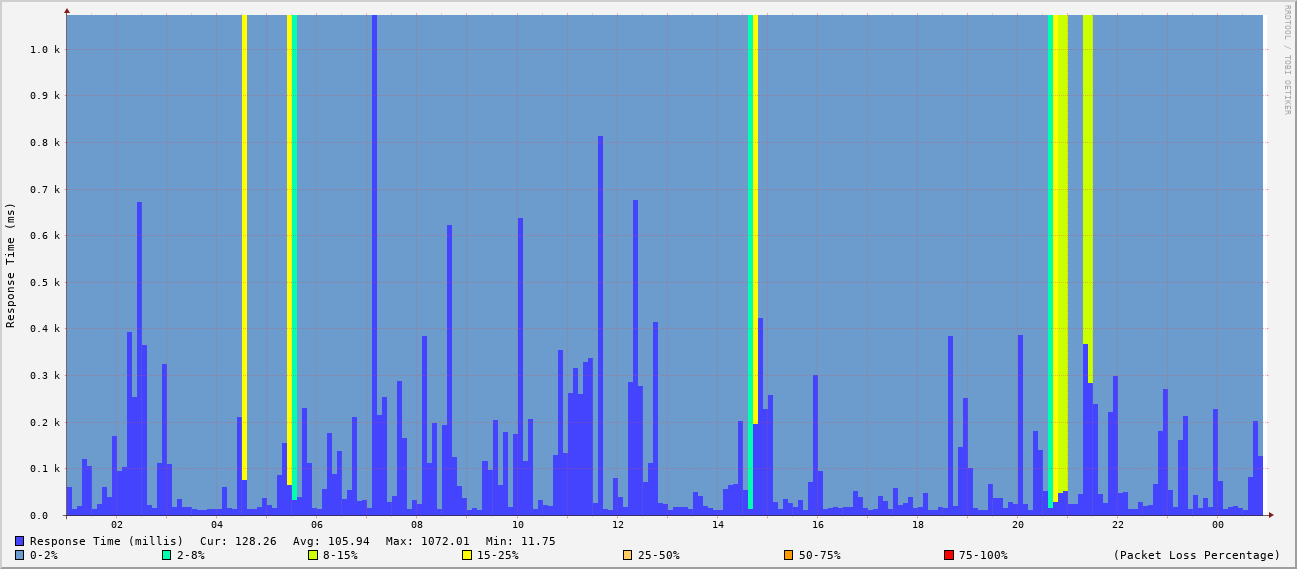 RRDTOOL / TOBI OETIKER
Response Time (ms)
1.0 k
0.9 k
0.8 k
0.7 k
0.6 k
0.5 k
0.4 k
0.3 k
0.2 k
0.1 k
0.0
02 04 06 08 10 12 14 16 18 20 22 00
Response Time (millis) Cur: 128.26 Avg: 105.94 Max: 1072.01 Min: 11.75
0-2% 2-8% 8-15% 15-25% 25-50% 50-75% 75-100% (Packet Loss Percentage)